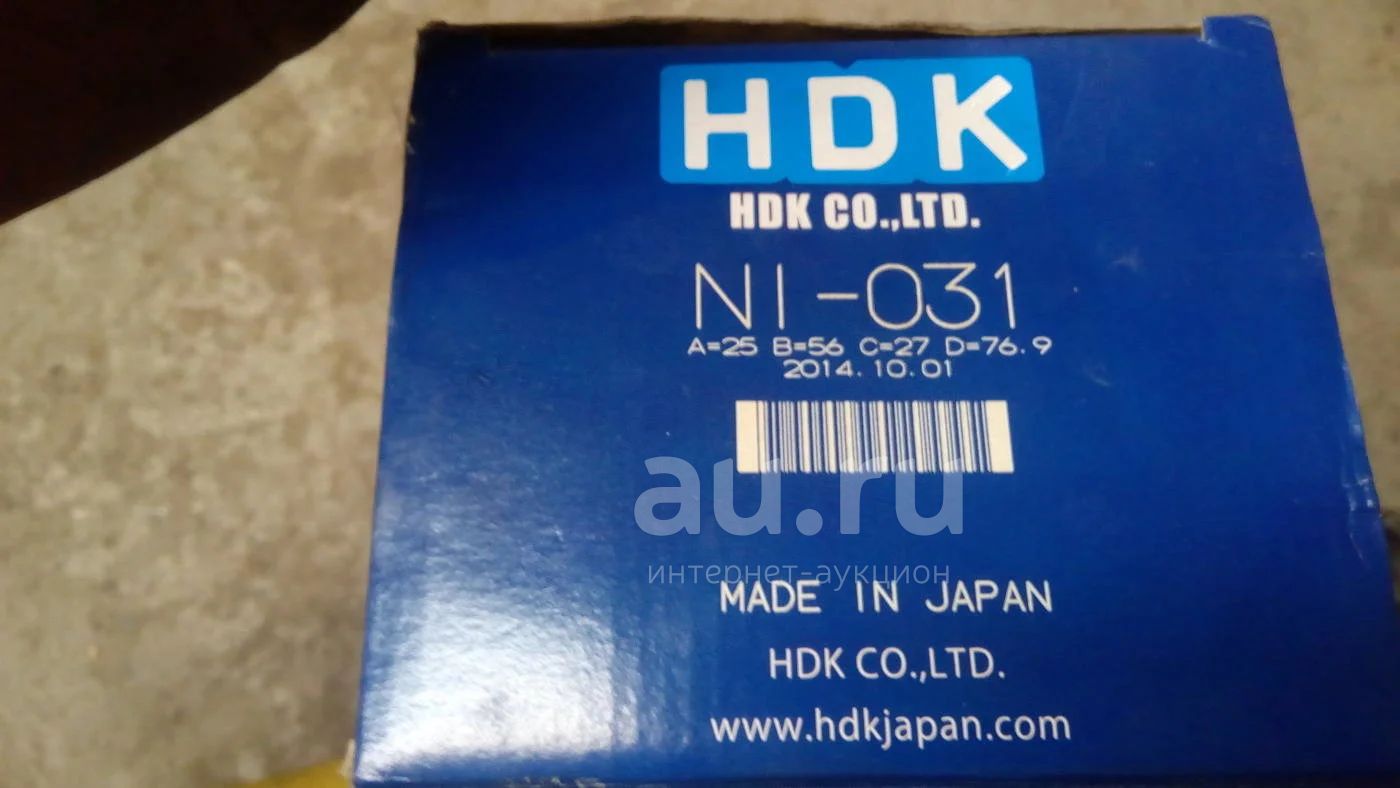 HDK
HDK CO.,LTD.
NI-031
A=25 B=56 C=27 D=76.9
2014.10.01
au.ru
интернет-аукцион
MADE IN JAPAN
HDK CO.,LTD.
www.hdkjapan.com